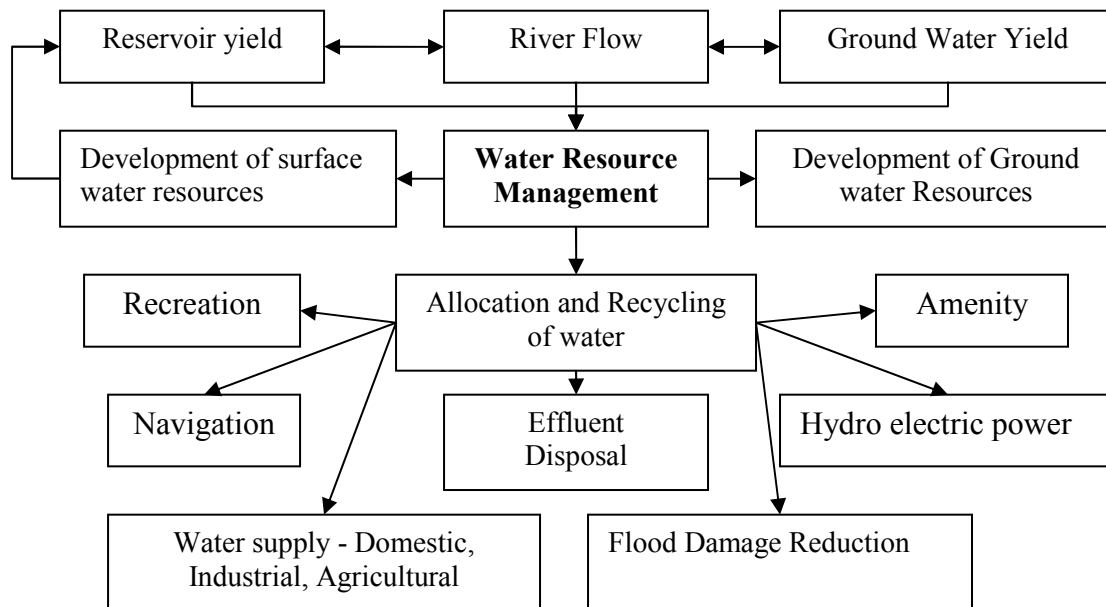 Reservoir yield
River Flow
Ground Water Yield
Development of surface
water resources
Water Resource
Management
Development of Ground
water Resources
Recreation
Allocation and Recycling
of water
Amenity
Navigation
Effluent
Disposal
Hydro electric power
Water supply - Domestic,
Industrial, Agricultural
Flood Damage Reduction